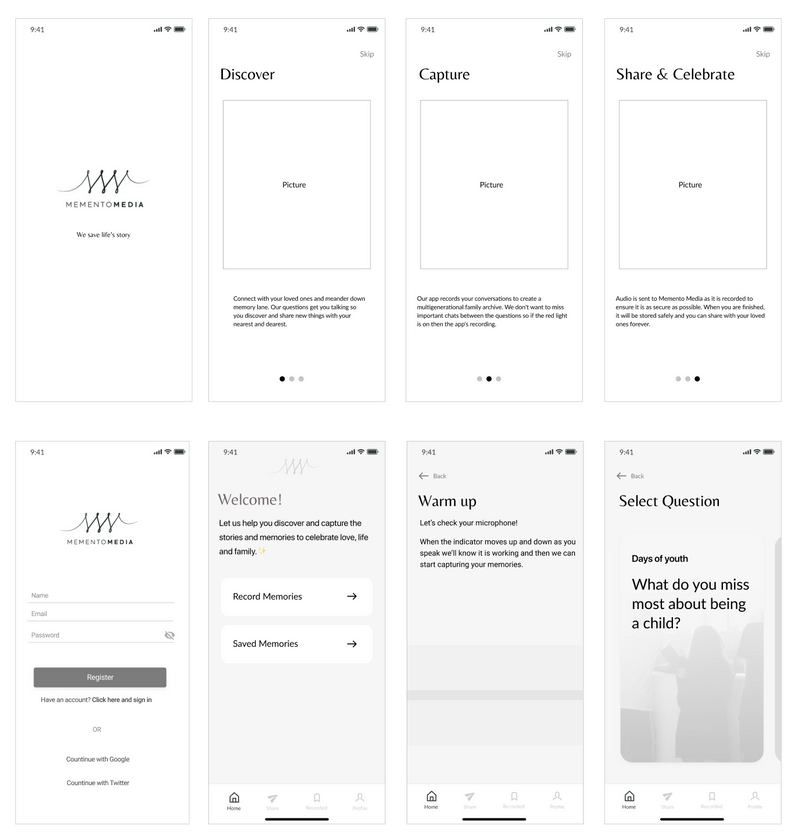 9:41
MEMENTOMEDIA
We save life's story
9:41
Skip
Discover
Picture
Connect with your loved ones and meander down
memory lane. Our questions get you talking so
you discover and share new things with your
nearest and dearest.
9:41
Skip
Capture
Picture
Our app records your conversations to create a
multigenerational family archive. We don't want to miss
important chats between the questions so if the red light
is on then the app's recording.
9:41
Skip
Share & Celebrate
Picture
Audio is sent to Memento Media as it is recorded to
ensure it is as secure as possible. When you are finished,
it will be stored safely and you can share with your loved
ones forever.
9:41
MEMENTOMEDIA
Name
Email
Password
Register
Have an account? Click here and sign in
OR
Countinue with Google
Countinue with Twitter
9:41
Welcome!
Let us help you discover and capture the
stories and memories to celebrate love, life
and family. ✨
Record Memories
Saved Memories
Home
Share
Recorded
Profile
9:41
Back
Warm up
Let's check your microphone!
When the indicator moves up and down as you
speak we'll know it is working and then we can
start capturing your memories.
Home
Share
Recorded
Profile
9:41
Back
Select Question
Days of youth
What do you miss
most about being
a child?
Home
Share
Recorded
Profile